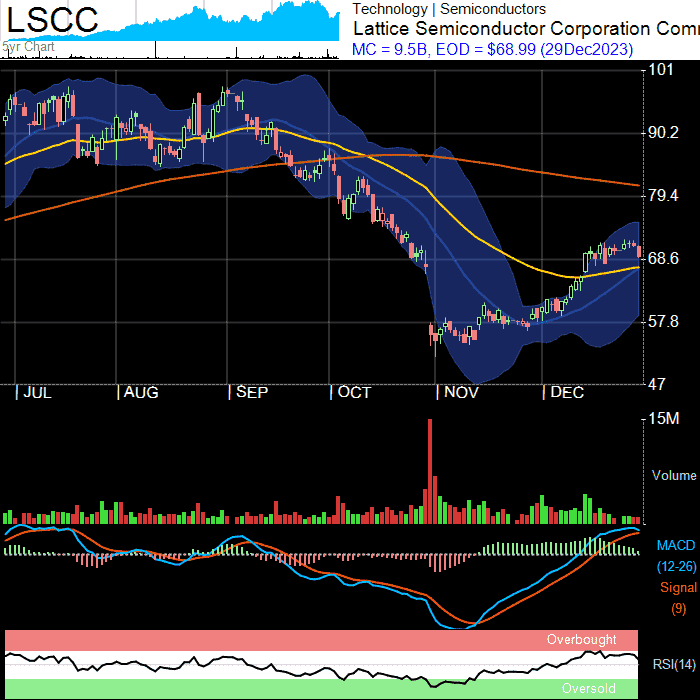 LSCC
5yr Chart
Technology | Semiconductors
Lattice Semiconductor Corporation Com
MC = 9.5B, EOD = $68.99 (29Dec2023)
101
90.2
79.4
68.6
57.8
47
JUL AUG SEP OCT NOV DEC
15M
Volume
MACD
(12-26)
Signal
(9)
Overbought
RSI(14)
Oversold